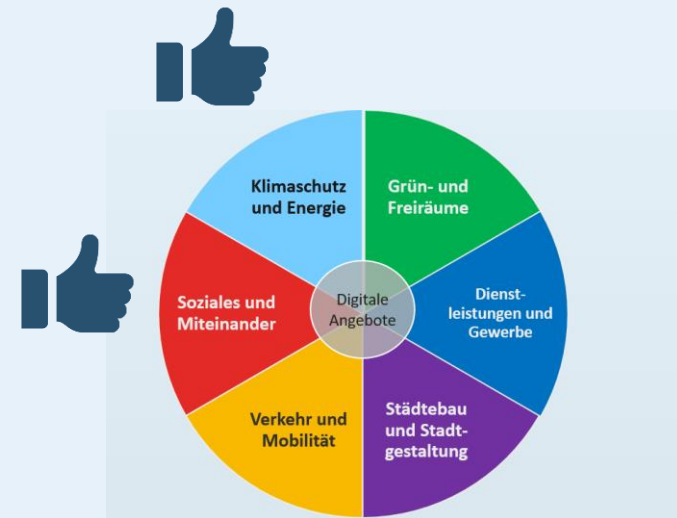 Klimaschutz
und Energie
Grün- und
Freiräume
Soziales und
Miteinander
Digitale
Angebote
Dienst-
leistungen und
Gewerbe
Verkehr und
Mobilität
Städtebau
und Stadt-
gestaltung